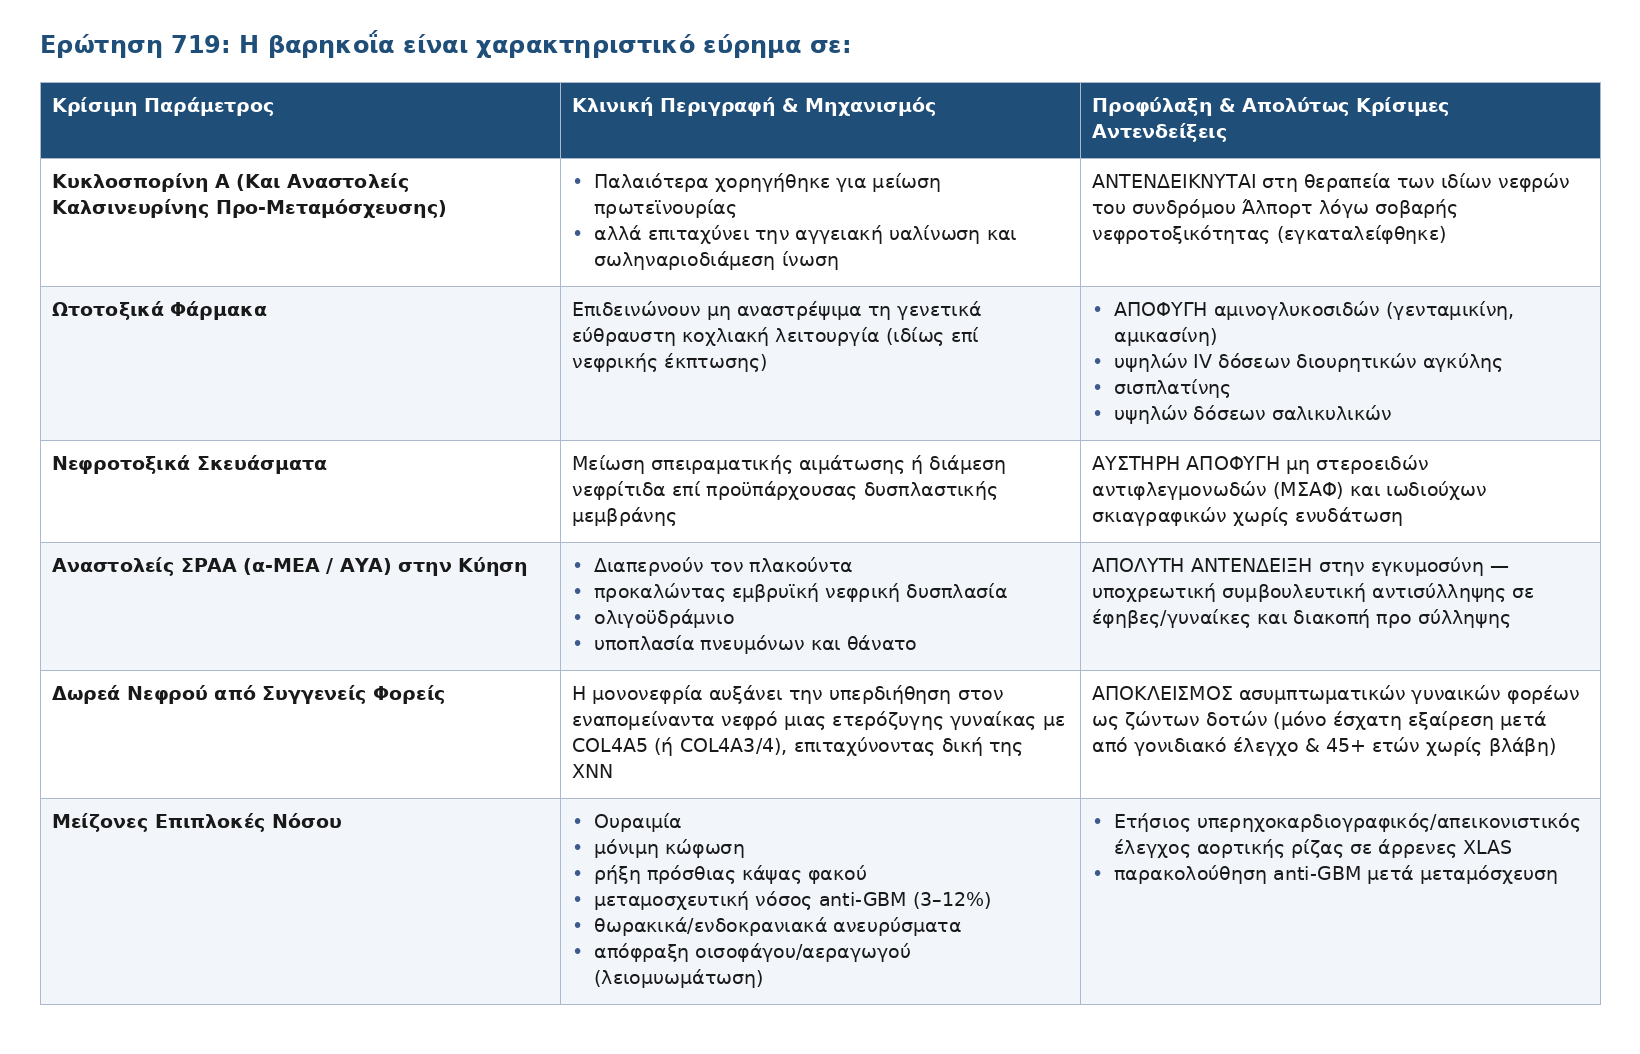 Ερώτηση 719: Η βαρηκοΐα είναι χαρακτηριστικό εύρημα σε:
Κρίσιμη Παράμετρος
Κλινική Περιγραφή & Μηχανισμός
Προφύλαξη & Απολύτως Κρίσιμες
Αντενδείξεις
Κυκλοσπορίνη Α (Και Αναστολείς
Καλσινευρίνης Προ-Μεταμόσχευσης)
• Παλαιότερα χορηγήθηκε για μείωση
πρωτεϊνουρίας
• αλλά επιταχύνει την αγγειακή υαλίνωση και
σωληναριοδιάμεση ίνωση
ΑΝΤΕΝΔΕΙΚΝΥΤΑΙ στη θεραπεία των ιδίων νεφρών
του συνδρόμου Άλπορτ λόγω σοβαρής
νεφροτοξικότητας (εγκαταλείφθηκε)
Ωτοτοξικά Φάρμακα
Επιδεινώνουν μη αναστρέψιμα τη γενετικά
εύθραυστη κοχλιακή λειτουργία (ιδίως επί
νεφρικής έκπτωσης)
• ΑΠΟΦΥΓΗ αμινογλυκοσιδών (γενταμικίνη,
αμικασίνη)
• υψηλών IV δόσεων διουρητικών αγκύλης
• σισπλατίνης
• υψηλών δόσεων σαλικυλικών
Νεφροτοξικά Σκευάσματα
Μείωση σπειραματικής αιμάτωσης ή διάμεση
νεφρίτιδα επί προϋπάρχουσας δυσπλαστικής
μεμβράνης
ΑΥΣΤΗΡΗ ΑΠΟΦΥΓΗ μη στεροειδών
αντιφλεγμονωδών (ΜΣΑΦ) και ιωδιούχων
σκιαγραφικών χωρίς ενυδάτωση
Αναστολείς ΣΡΑΑ (α-ΜΕΑ / ΑΥΑ) στην Κύηση
• Διαπερνούν τον πλακούντα
• προκαλώντας εμβρυϊκή νεφρική δυσπλασία
• ολιγοϋδράμνιο
• υποπλασία πνευμόνων και θάνατο
ΑΠΟΛΥΤΗ ΑΝΤΕΝΔΕΙΞΗ στην εγκυμοσύνη —
υποχρεωτική συμβουλευτική αντισύλληψης σε
έφηβες/γυναίκες και διακοπή προ σύλληψης
Δωρεά Νεφρού από Συγγενείς Φορείς
Η μονονεφρία αυξάνει την υπερδιήθηση στον
εναπομείναντα νεφρό μιας ετερόζυγης γυναίκας με
COL4A5 (ή COL4A3/4), επιταχύνοντας δική της
ΧΝΝ
ΑΠΟΚΛΕΙΣΜΟΣ ασυμπτωματικών γυναικών φορέων
ως ζώντων δοτών (μόνο έσχατη εξαίρεση μετά
από γονιδιακό έλεγχο & 45+ ετών χωρίς βλάβη)
Μείζονες Επιπλοκές Νόσου
• Ουραιμία
• μόνιμη κώφωση
• ρήξη πρόσθιας κάψας φακού
• μεταμοσχευτική νόσος anti-GBM (3–12%)
• θωρακικά/ενδοκρανιακά ανευρύσματα
• απόφραξη οισοφάγου/αεραγωγού
(λειομυωμάτωση)
• Ετήσιος υπερηχοκαρδιογραφικός/απεικονιστικός
έλεγχος αορτικής ρίζας σε άρρενες XLAS
• παρακολούθηση anti-GBM μετά μεταμόσχευση